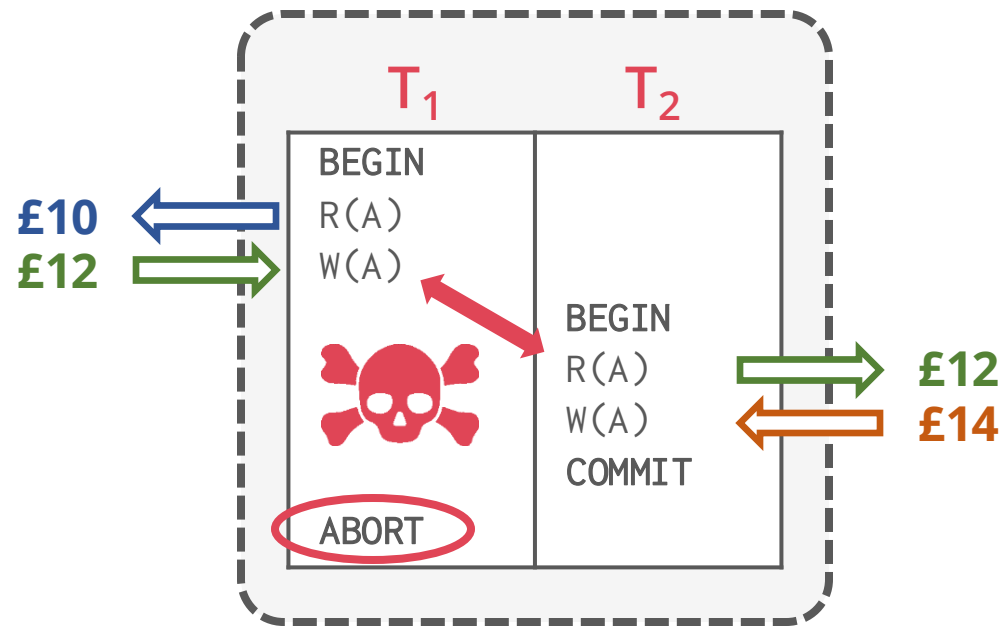 T1 T2
BEGIN
£10 R(A)
£12 W(A)
BEGIN
R(A) £12
W(A) £14
COMMIT
ABORT